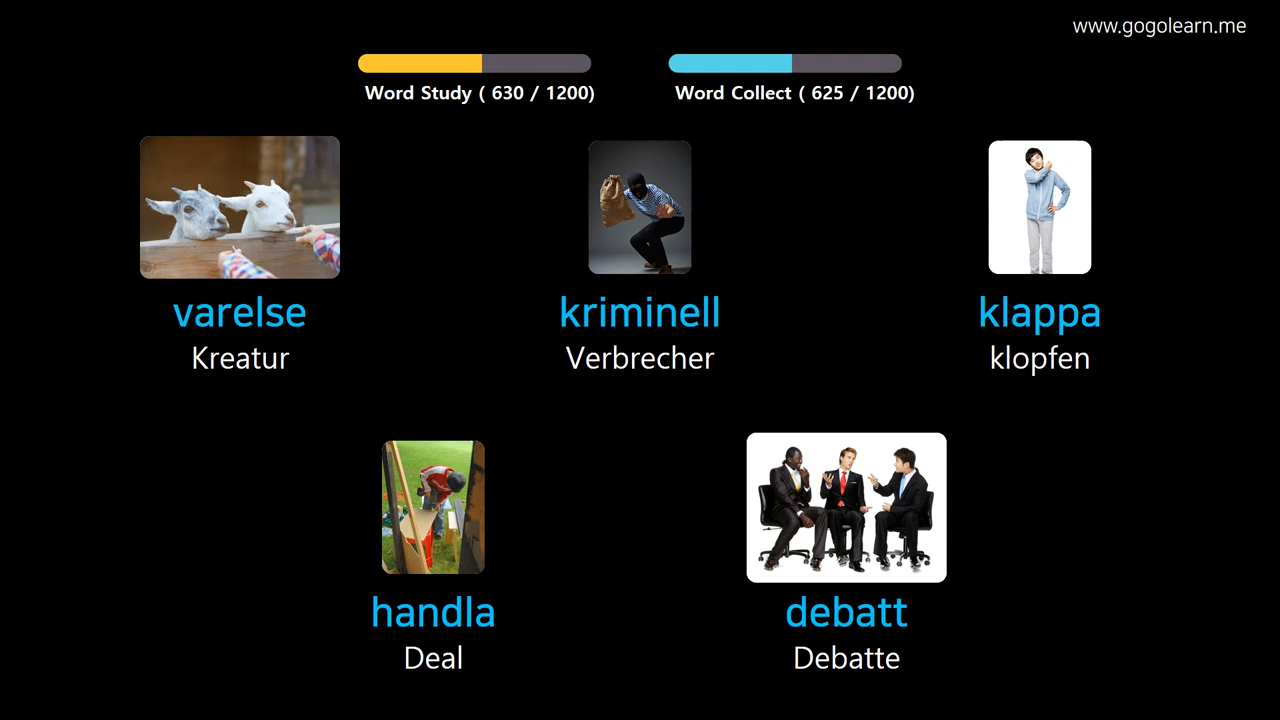 www.gogolearn.me
Word Study ( 630 / 1200)
Word Collect ( 625 / 1200)
varelse
kriminell
klappa
Kreatur
Verbrecher
klopfen
handla
debatt
Deal
Debatte